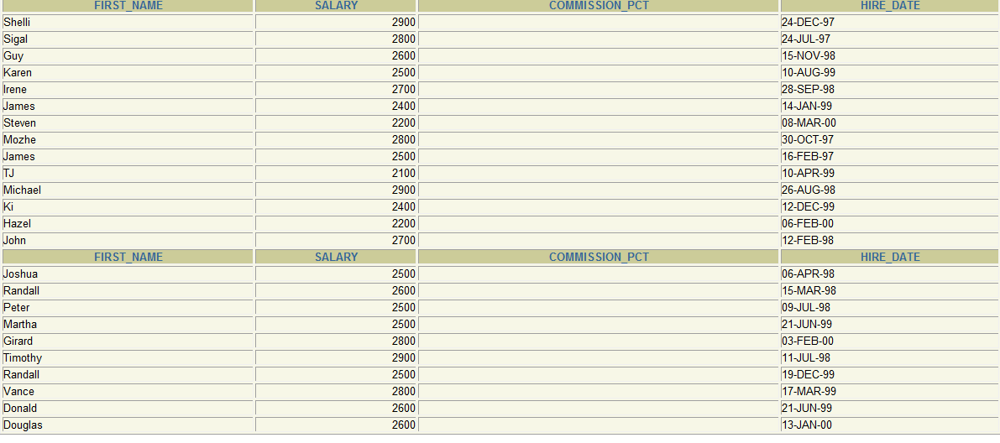 FIRST_NAME SALARY COMMISSION_PCT HIRE_DATE
Shelli 2900 24-DEC-97
Sigal 2800 24-JUL-97
Guy 2600 15-NOV-98
Karen 2500 10-AUG-99
Irene 2700 28-SEP-98
James 2400 14-JAN-99
Steven 2200 08-MAR-00
Mozhe 2800 30-OCT-97
James 2500 16-FEB-97
TJ 2100 10-APR-99
Michael 2900 26-AUG-98
Ki 2400 12-DEC-99
Hazel 2200 06-FEB-00
John 2700 12-FEB-98
FIRST_NAME SALARY COMMISSION_PCT HIRE_DATE
Joshua 2500 06-APR-98
Randall 2600 15-MAR-98
Peter 2500 09-JUL-98
Martha 2500 21-JUN-99
Girard 2800 03-FEB-00
Timothy 2900 11-JUL-98
Randall 2500 19-DEC-99
Vance 2800 17-MAR-99
Donald 2600 21-JUN-99
Douglas 2600 13-JAN-00